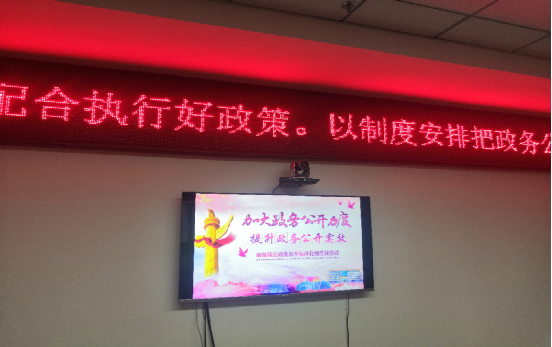 配合执行好政策。以制度安排把政务公
加大政务公开力度
提升政务公开实效